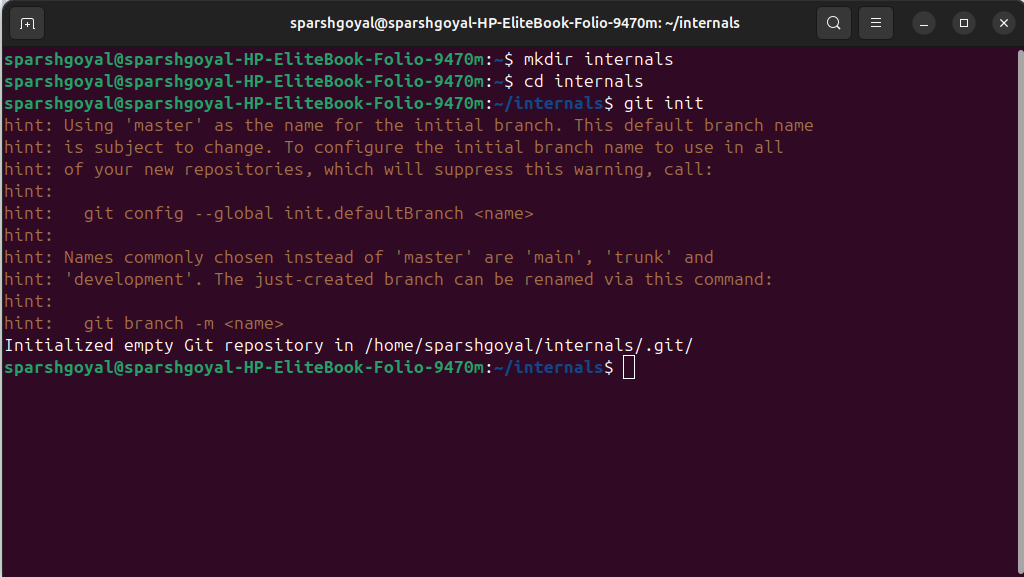 sparshgoyal@sparshgoyal-HP-EliteBook-Folio-9470m: ~/internals
sparshgoyal@sparshgoyal-HP-EliteBook-Folio-9470m:~$ mkdir internals
sparshgoyal@sparshgoyal-HP-EliteBook-Folio-9470m:~$ cd internals
sparshgoyal@sparshgoyal-HP-EliteBook-Folio-9470m:~/internals$ git init
hint: Using 'master' as the name for the initial branch. This default branch name
hint: is subject to change. To configure the initial branch name to use in all
hint: of your new repositories, which will suppress this warning, call:
hint:
hint:   git config --global init.defaultBranch <name>
hint:
hint: Names commonly chosen instead of 'master' are 'main', 'trunk' and
hint: 'development'. The just-created branch can be renamed via this command:
hint:
hint:   git branch -m <name>
Initialized empty Git repository in /home/sparshgoyal/internals/.git/
sparshgoyal@sparshgoyal-HP-EliteBook-Folio-9470m:~/internals$